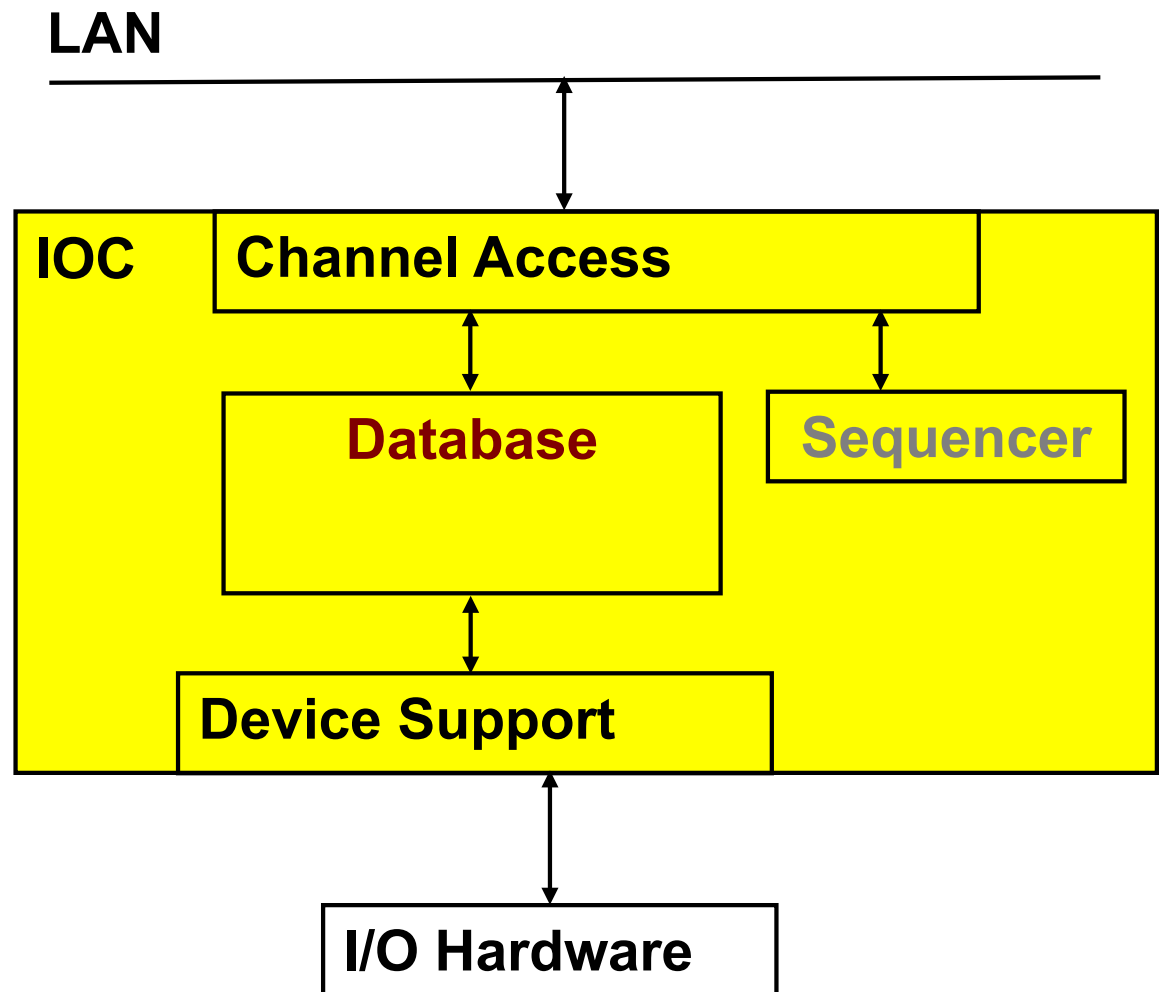 LAN
IOC
Channel Access
Database
Sequencer
Device Support
I/O Hardware